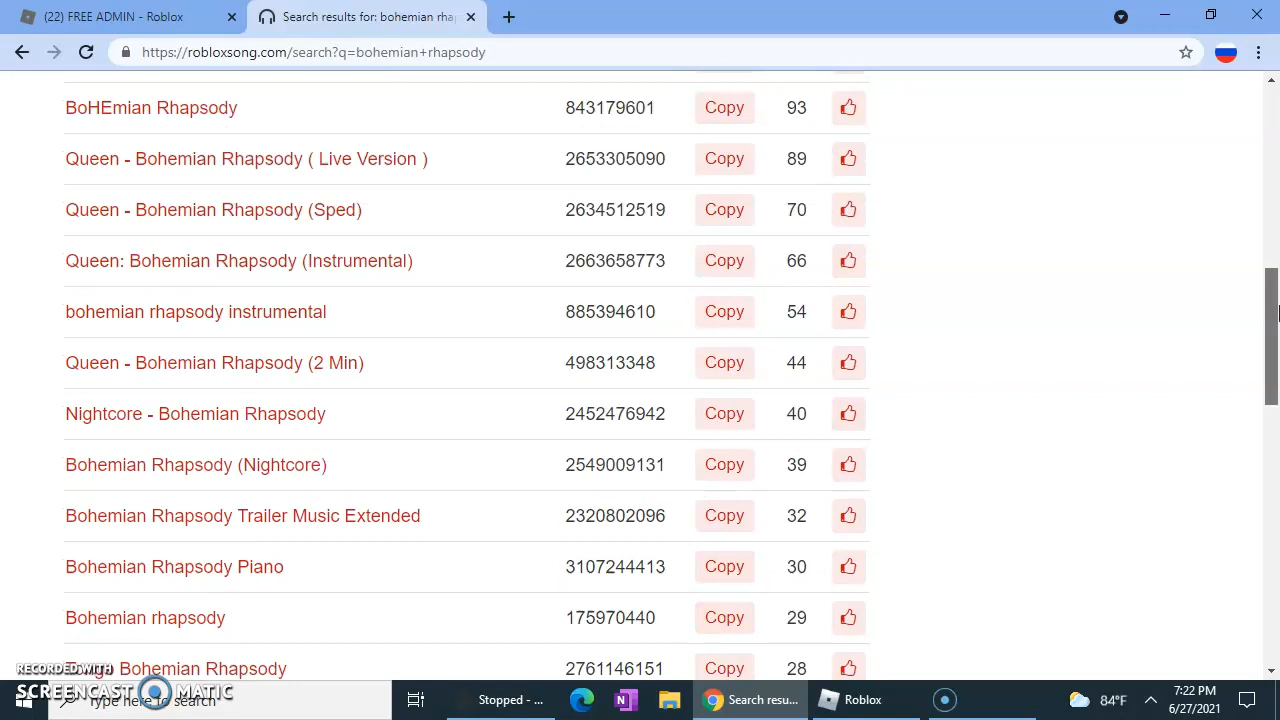 (22) FREE ADMIN - Roblox
Search results for: bohemian rhap
https://robloxsong.com/search?q=bohemian+rhapsody
BoHEmian Rhapsody 843179601 Copy 93
Queen - Bohemian Rhapsody ( Live Version ) 2653305090 Copy 89
Queen - Bohemian Rhapsody (Sped) 2634512519 Copy 70
Queen: Bohemian Rhapsody (Instrumental) 2663658773 Copy 66
bohemian rhapsody instrumental 885394610 Copy 54
Queen - Bohemian Rhapsody (2 Min) 498313348 Copy 44
Nightcore - Bohemian Rhapsody 2452476942 Copy 40
Bohemian Rhapsody (Nightcore) 2549009131 Copy 39
Bohemian Rhapsody Trailer Music Extended 2320802096 Copy 32
Bohemian Rhapsody Piano 3107244413 Copy 30
Bohemian rhapsody 175970440 Copy 29
Bohemian Rhapsody 2761146151 Copy 28
RECORDED WITH
SCREENCAST MATIC
Type here search
Stopped - ...
Search resu...
Roblox
84°F
7:22 PM
6/27/2021